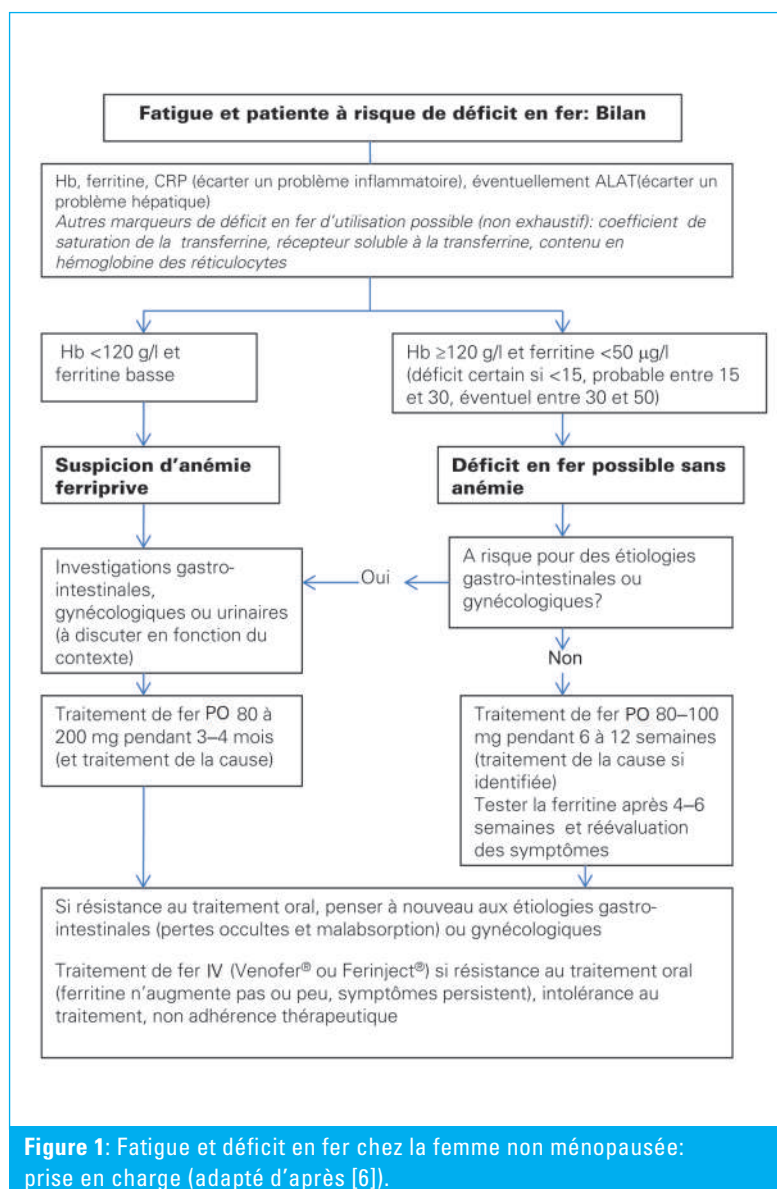 Fatigue et patiente à risque de déficit en fer: Bilan
Hb, ferritine, CRP (écarter un problème inflammatoire), éventuellement ALAT(écarter un
problème hépatique)
Autres marqueurs de déficit en fer d'utilisation possible (non exhaustif): coefficient de
saturation de la transferrine, récepteur soluble à la transferrine, contenu en
hémoglobine des réticulocytes
Hb <120 g/l et
ferritine basse
Hb ≥120 g/l et ferritine <50 µg/l
(déficit certain si <15, probable entre 15
et 30, éventuel entre 30 et 50)
Suspicion d'anémie
ferriprive
Déficit en fer possible sans
anémie
Investigations gastro-
intestinales,
gynécologiques ou urinaires
(à discuter en fonction du
contexte)
Oui
A risque pour des étiologies
gastro-intestinales ou
gynécologiques?
Non
Traitement de fer PO 80 à
200 mg pendant 3–4 mois
(et traitement de la cause)
Traitement de fer PO 80–100
mg pendant 6 à 12 semaines
(traitement de la cause si
identifiée)
Tester la ferritine après 4–6
semaines et réévaluation
des symptômes
Si résistance au traitement oral, penser à nouveau aux étiologies gastro-
intestinales (pertes occultes et malabsorption) ou gynécologiques
Traitement de fer IV (Venofer® ou Ferinject®) si résistance au traitement oral
(ferritine n'augmente pas ou peu, symptômes persistent), intolérance au
traitement, non adhérence thérapeutique
Figure 1: Fatigue et déficit en fer chez la femme non ménopausée:
prise en charge (adapté d'après [6]).